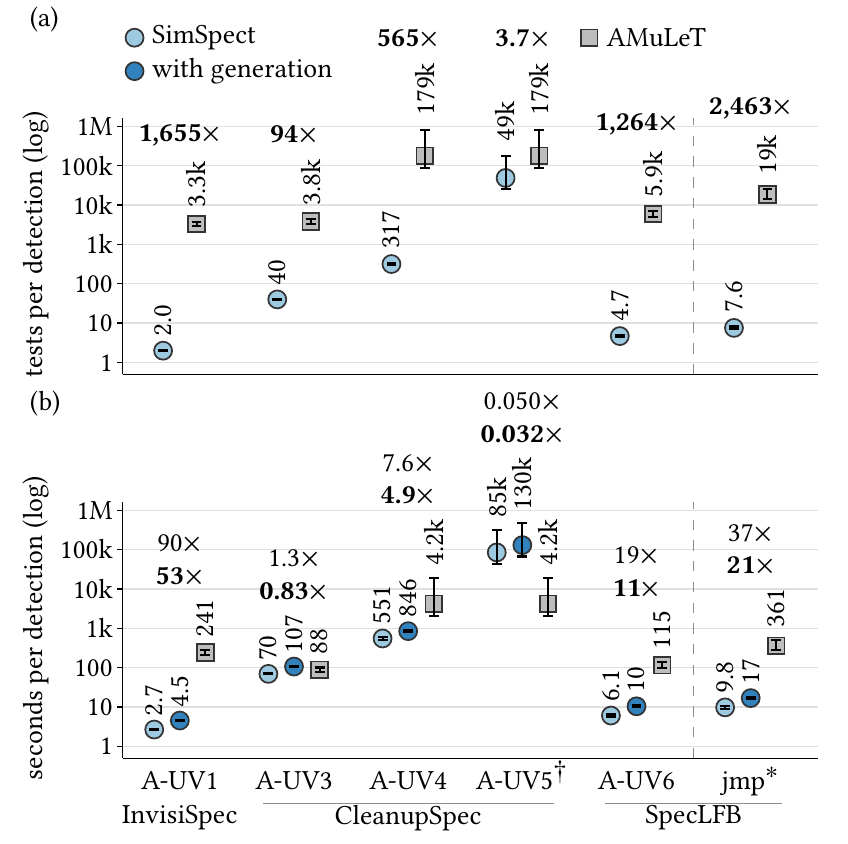 (a)
SimSpect
with generation
AMuLeT
tests per detection (log)
1M
100k
10k
1k
100
10
1
1,655×
94×
565×
3.7×
1,264×
2,463×
2.0
3.3k
40
3.8k
317
179k
49k
179k
4.7
5.9k
7.6
19k
(b)
seconds per detection (log)
1M
100k
10k
1k
100
10
1
90×
53×
1.3×
0.83×
7.6×
4.9×
0.050×
0.032×
19×
11×
37×
21×
2.7
4.5
241
70
107
88
551
846
4.2k
85k
130k
4.2k
6.1
10
115
9.8
17
361
A-UV1
A-UV3
A-UV4
A-UV5†
A-UV6
jmp*
InvisiSpec
CleanupSpec
SpecLFB